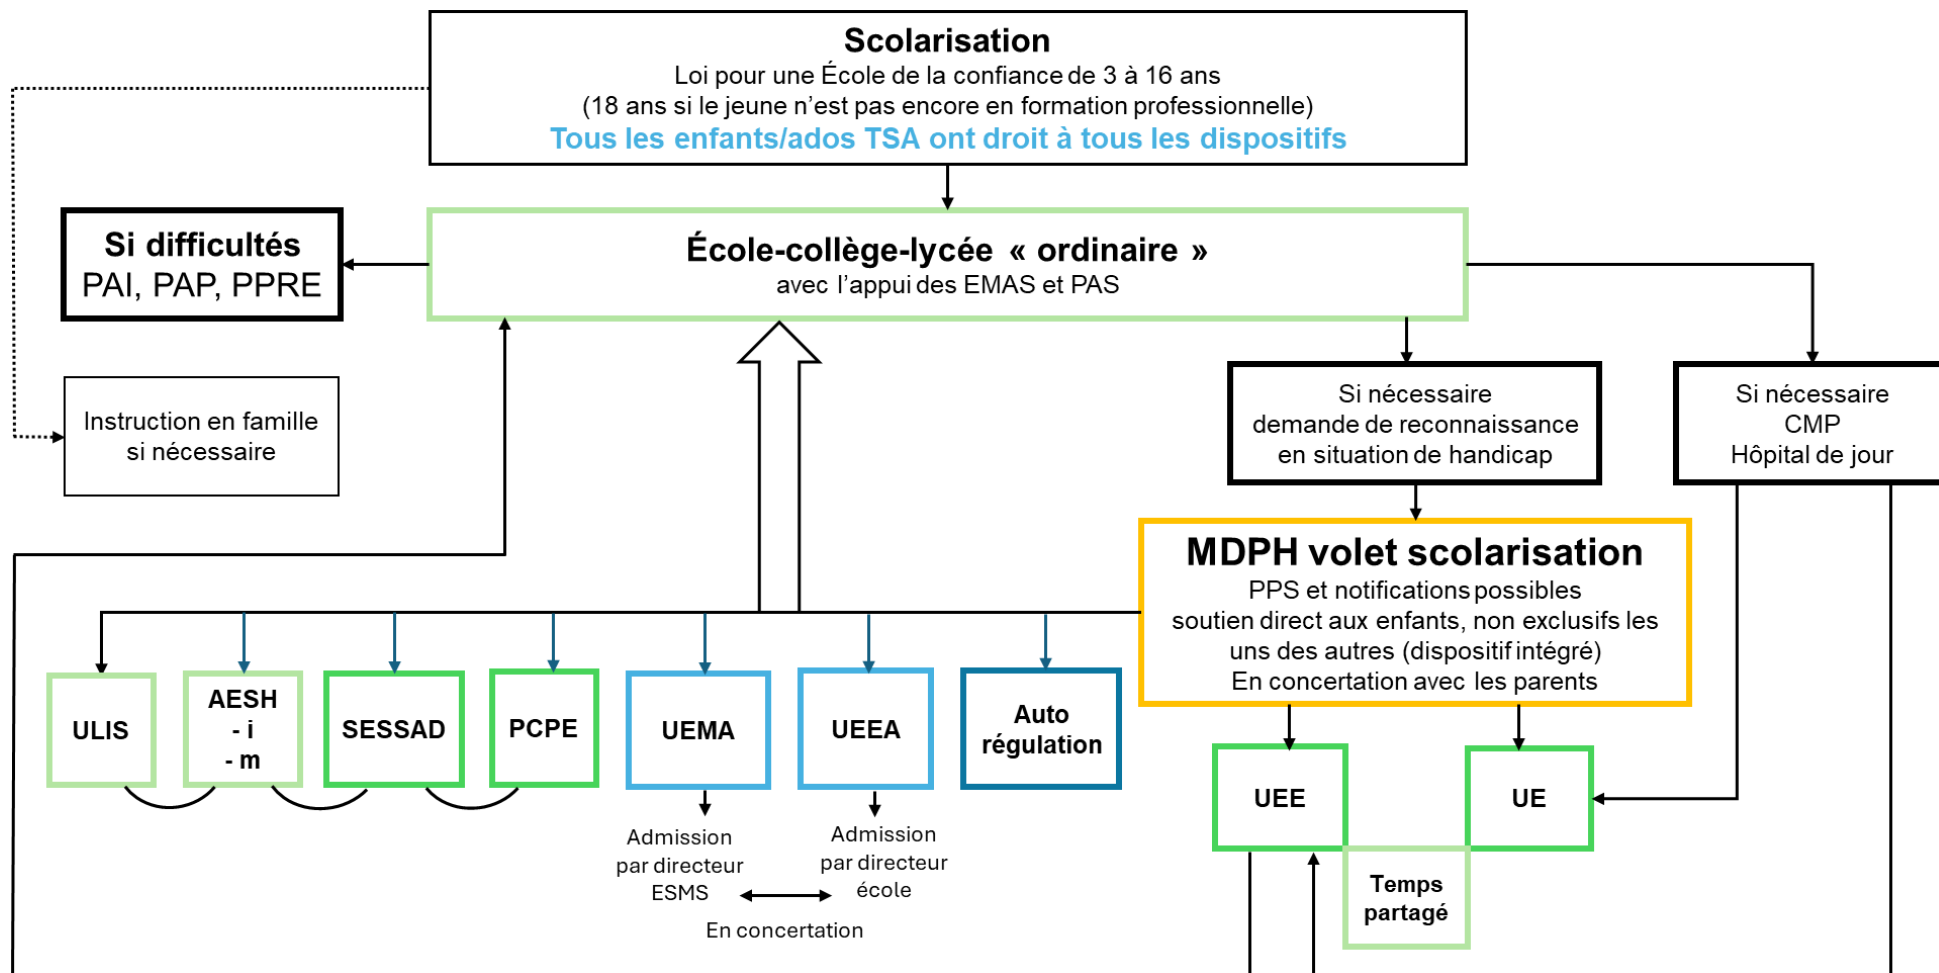 Scolarisation
Loi pour une École de la confiance de 3 à 16 ans
(18 ans si le jeune n’est pas encore en formation professionnelle)
Tous les enfants/ados TSA ont droit à tous les dispositifs
Si difficultés
PAI, PAP, PPRE
École-collège-lycée « ordinaire »
avec l’appui des EMAS et PAS
Instruction en famille
si nécessaire
Si nécessaire
demande de reconnaissance
en situation de handicap
Si nécessaire
CMP
Hôpital de jour
MDPH volet scolarisation
PPS et notifications possibles
soutien direct aux enfants, non exclusifs les
uns des autres (dispositif intégré)
En concertation avec les parents
ULIS
AESH
- i
- m
SESSAD
PCPE
UEMA
UEEA
Auto
régulation
UEE
UE
Temps
partagé
Admission
par directeur
ESMS
Admission
par directeur
école
En concertation